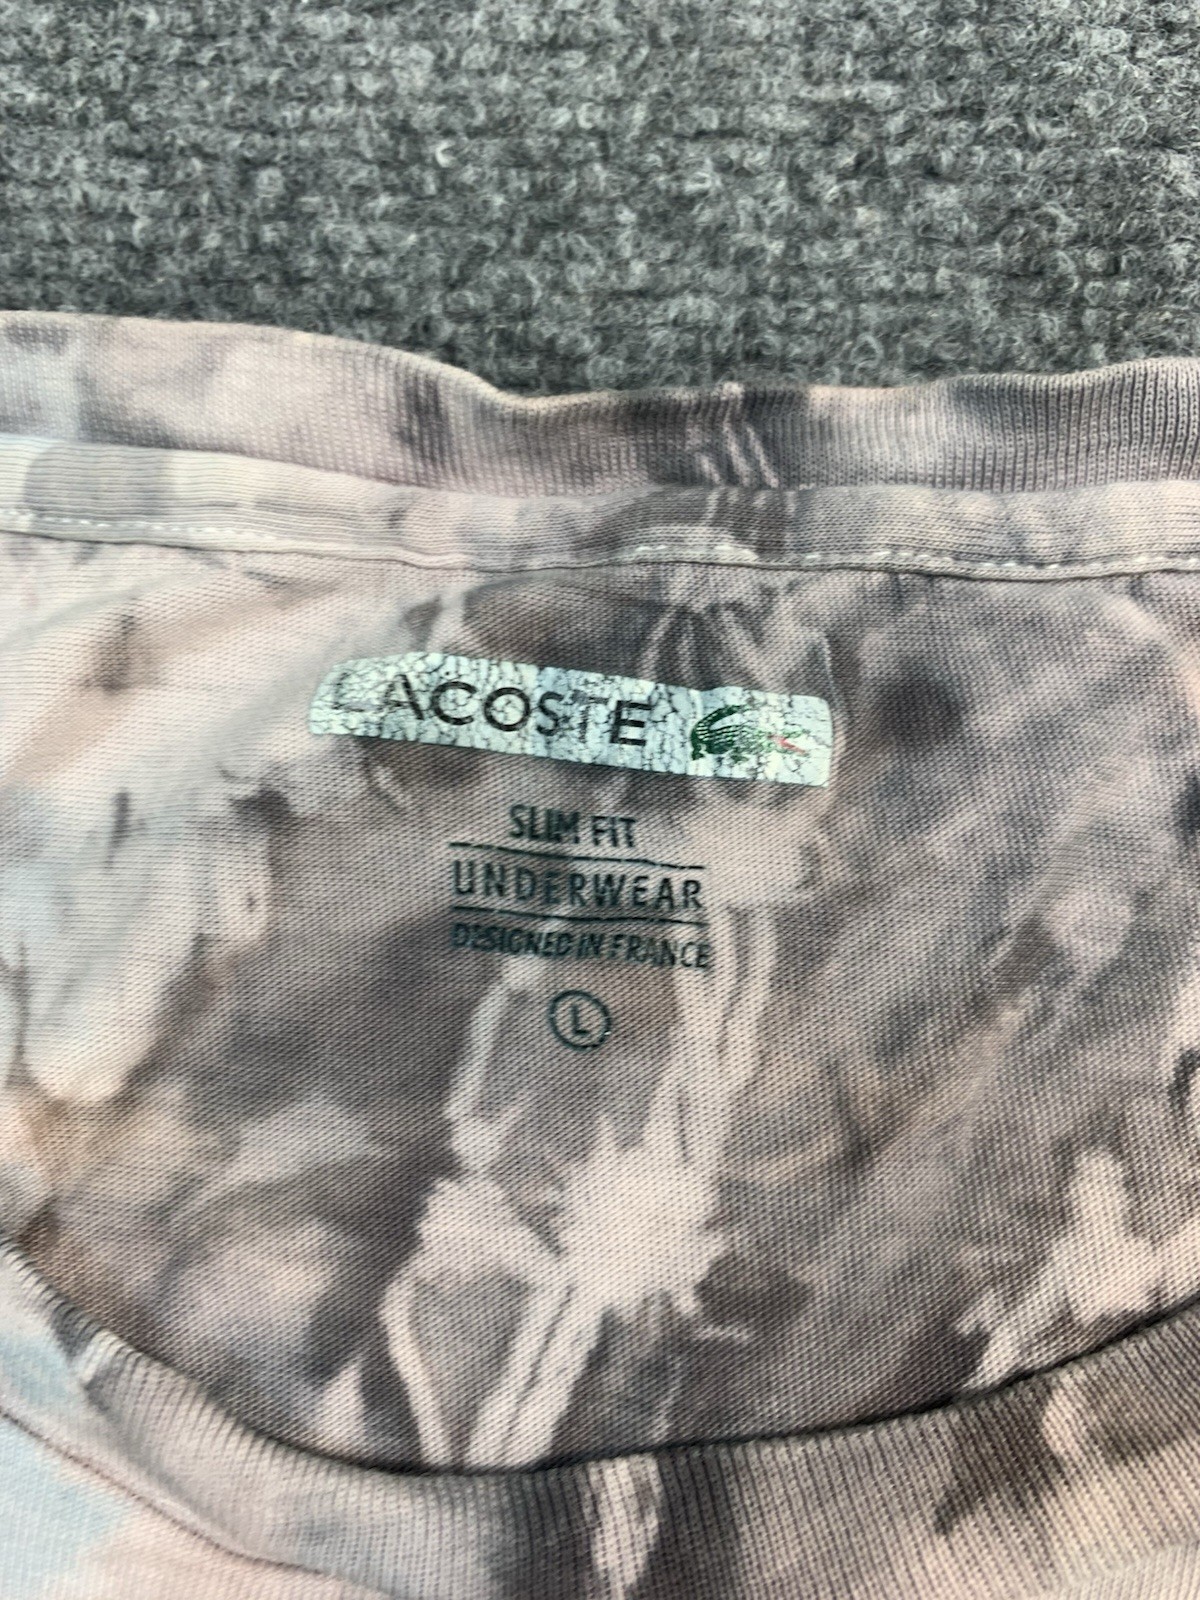 LACOSTE
SLIM FIT
UNDERWEAR
DESIGNED IN FRANCE
L